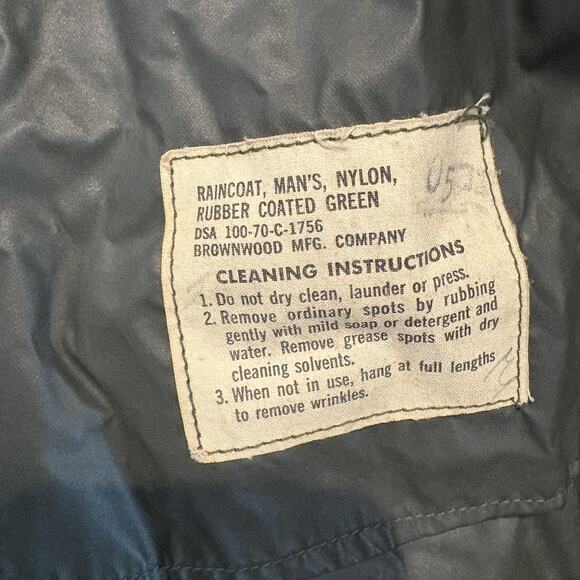 RAINCOAT, MAN'S, NYLON,
RUBBER COATED GREEN
DSA 100-70-C-1756
BROWNWOOD MFG. COMPANY
CLEANING INSTRUCTIONS
1. Do not dry clean, launder or press.
2. Remove ordinary spots by rubbing
gently with mild soap or detergent and
water. Remove grease spots with dry
cleaning solvents.
3. When not in use, hang at full lengths
to remove wrinkles.